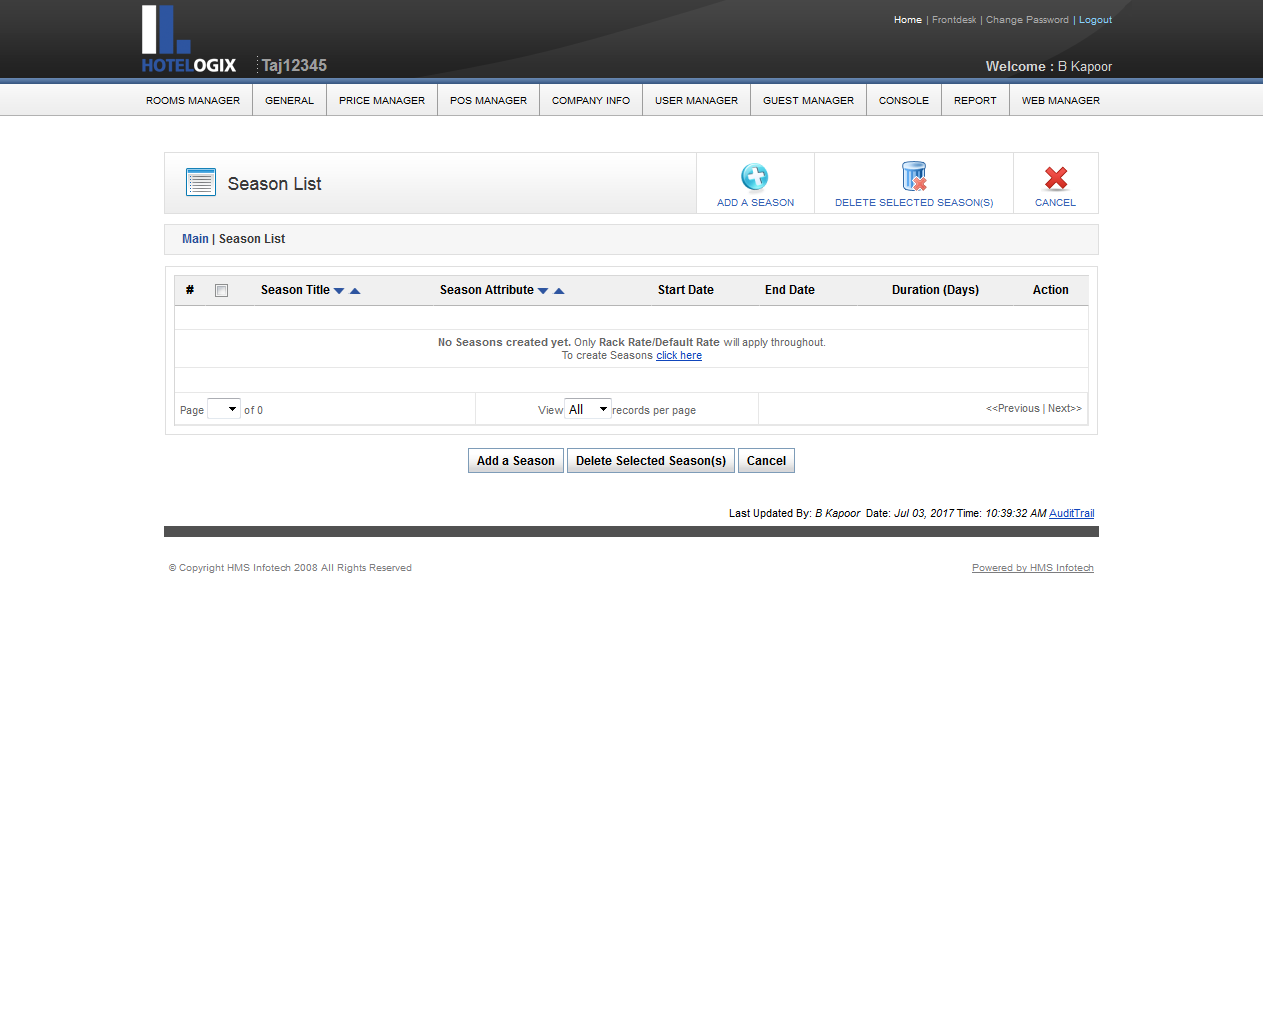 Home | Frontdesk | Change Password | Logout
HOTELOGIX Taj12345
Welcome : B Kapoor
ROOMS MANAGER GENERAL PRICE MANAGER POS MANAGER COMPANY INFO USER MANAGER GUEST MANAGER CONSOLE REPORT WEB MANAGER
Season List
ADD A SEASON DELETE SELECTED SEASON(S) CANCEL
Main | Season List
# Season Title Season Attribute Start Date End Date Duration (Days) Action
No Seasons created yet. Only Rack Rate/Default Rate will apply throughout.
To create Seasons click here
Page of 0 View All records per page <<Previous | Next>>
Add a Season Delete Selected Season(s) Cancel
Last Updated By: B Kapoor Date: Jul 03, 2017 Time: 10:39:32 AM AuditTrail
© Copyright HMS Infotech 2008 All Rights Reserved Powered by HMS Infotech